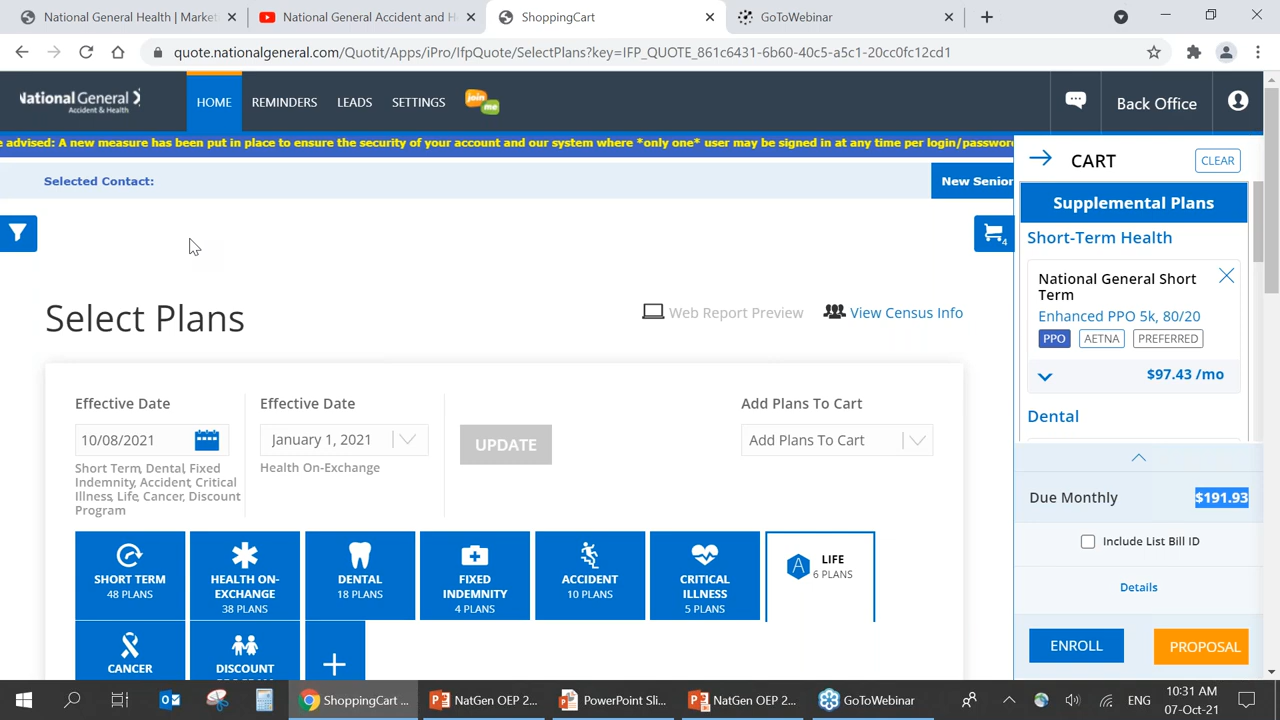 National General Health | Market
National General Accident and H
ShoppingCart
GoToWebinar
quote.nationalgeneral.com/Quotit/Apps/iPro/IfpQuote/SelectPlans?key=IFP_QUOTE_861c6431-6b60-40c5-a5c1-20cc0fc12cd1
National General
Accident & Health
HOME
REMINDERS
LEADS
SETTINGS
join me
Back Office
e advised: A new measure has been put in place to ensure the security of your account and our system where *only one* user may be signed in at any time per login/password
Selected Contact:
New Senior
4
Select Plans
Web Report Preview
View Census Info
Effective Date
Effective Date
Add Plans To Cart
10/08/2021
January 1, 2021
UPDATE
Add Plans To Cart
Short Term, Dental, Fixed
Indemnity, Accident, Critical
Illness, Life, Cancer, Discount
Program
Health On-Exchange
SHORT TERM
48 PLANS
HEALTH ON-
EXCHANGE
38 PLANS
DENTAL
18 PLANS
FIXED
INDEMNITY
4 PLANS
ACCIDENT
10 PLANS
CRITICAL
ILLNESS
5 PLANS
LIFE
6 PLANS
CANCER
DISCOUNT
CART
CLEAR
Supplemental Plans
Short-Term Health
National General Short
Term
Enhanced PPO 5k, 80/20
PPO
AETNA
PREFERRED
$97.43 /mo
Dental
Due Monthly
$191.93
Include List Bill ID
Details
ENROLL
PROPOSAL
ShoppingCart ...
NatGen OEP 2...
PowerPoint Sli...
NatGen OEP 2...
GoToWebinar
ENG
10:31 AM
07-Oct-21